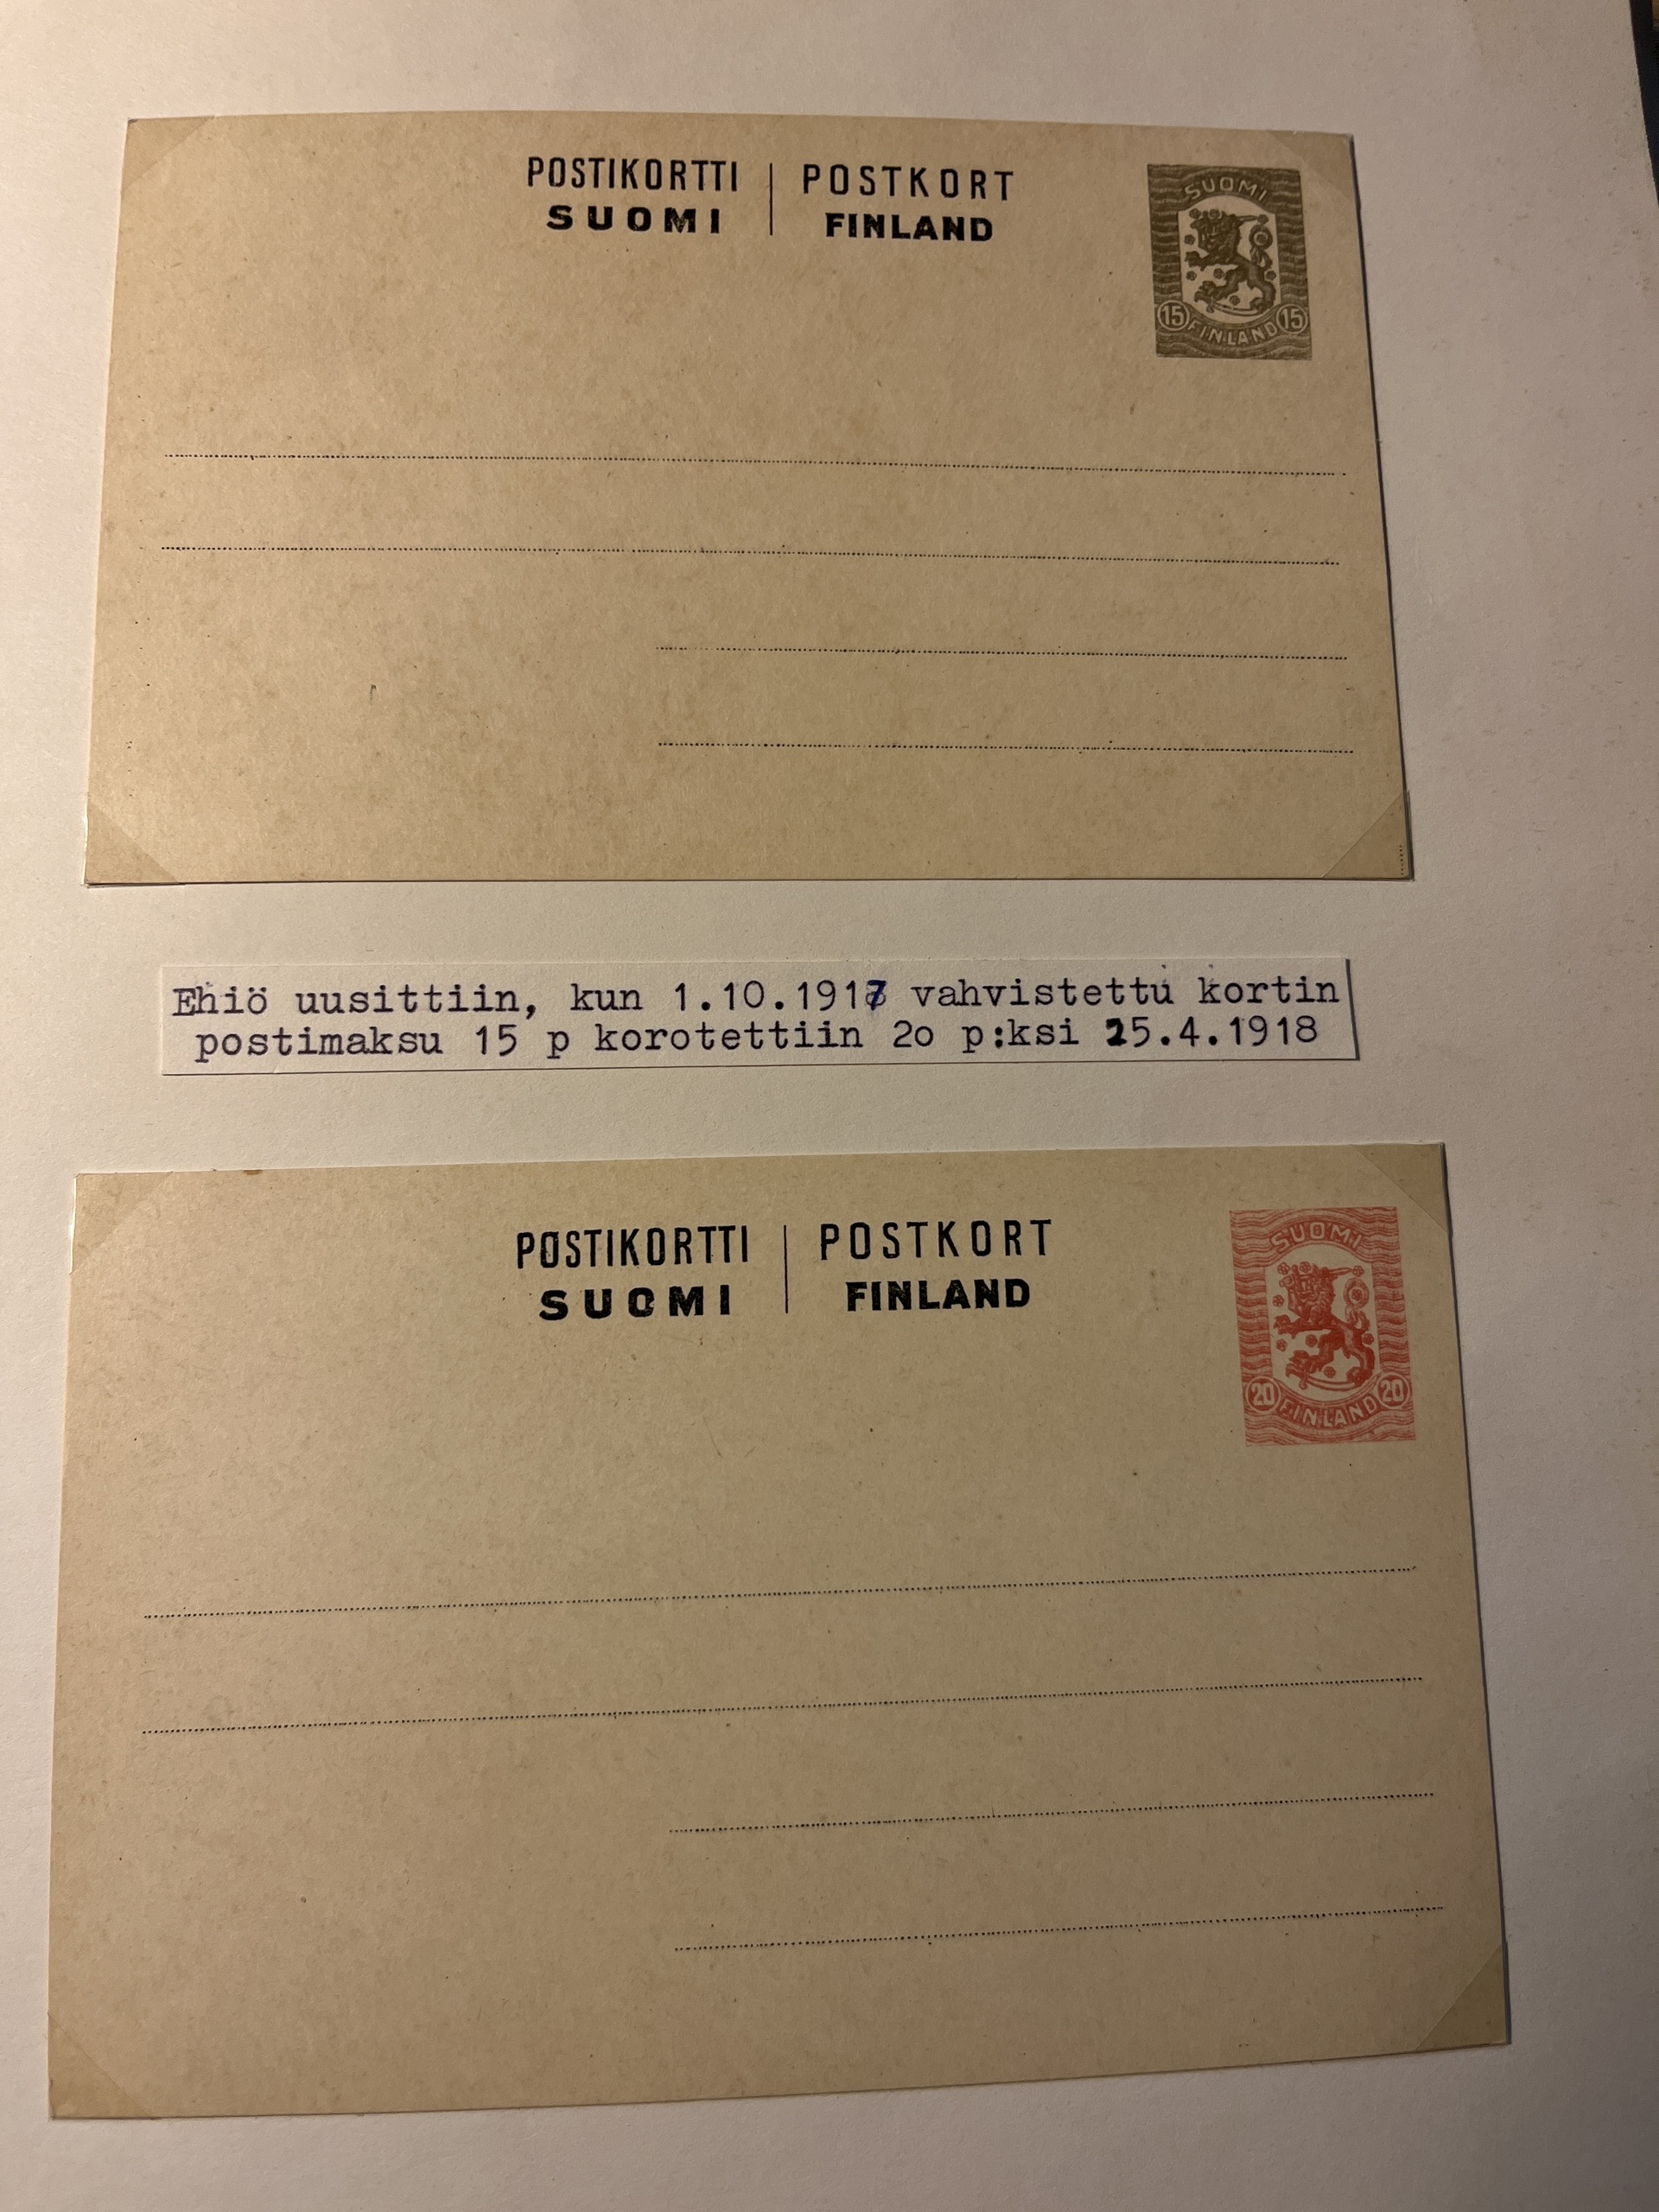 POSTIKORTTI | POSTKORT
SUOMI | FINLAND
SUOMI
15 FINLAND 15
Ehiö uusittiin, kun 1.10.1917 vahvistettu kortin
postimaksu 15 p korotettiin 2o p:ksi 25.4.1918
POSTIKORTTI | POSTKORT
SUOMI | FINLAND
SUOMI
20 FINLAND 20